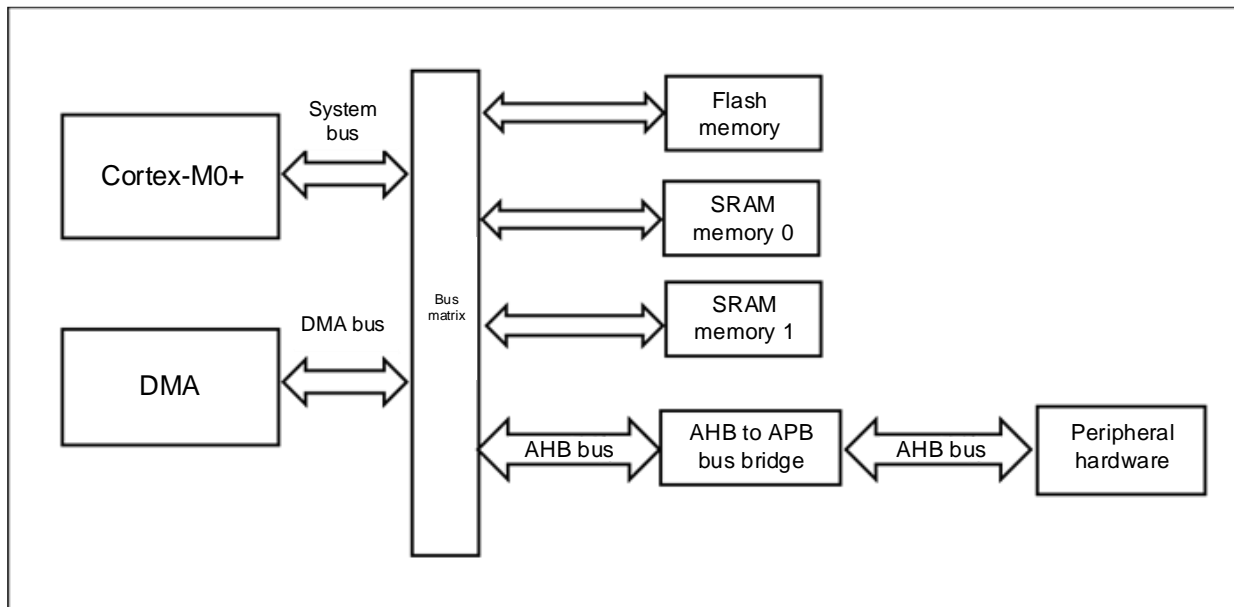 System
bus
Cortex-M0+
DMA bus
DMA
Bus
matrix
Flash
memory
SRAM
memory 0
SRAM
memory 1
AHB bus
AHB to APB
bus bridge
AHB bus
Peripheral
hardware